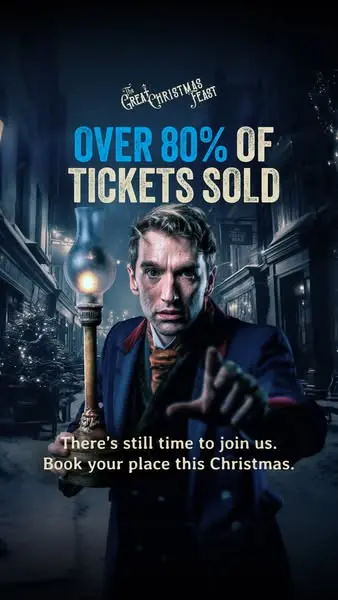 The
Great Christmas
Feast
OVER 80% OF
TICKETS SOLD
There's still time to join us.
Book your place this Christmas.